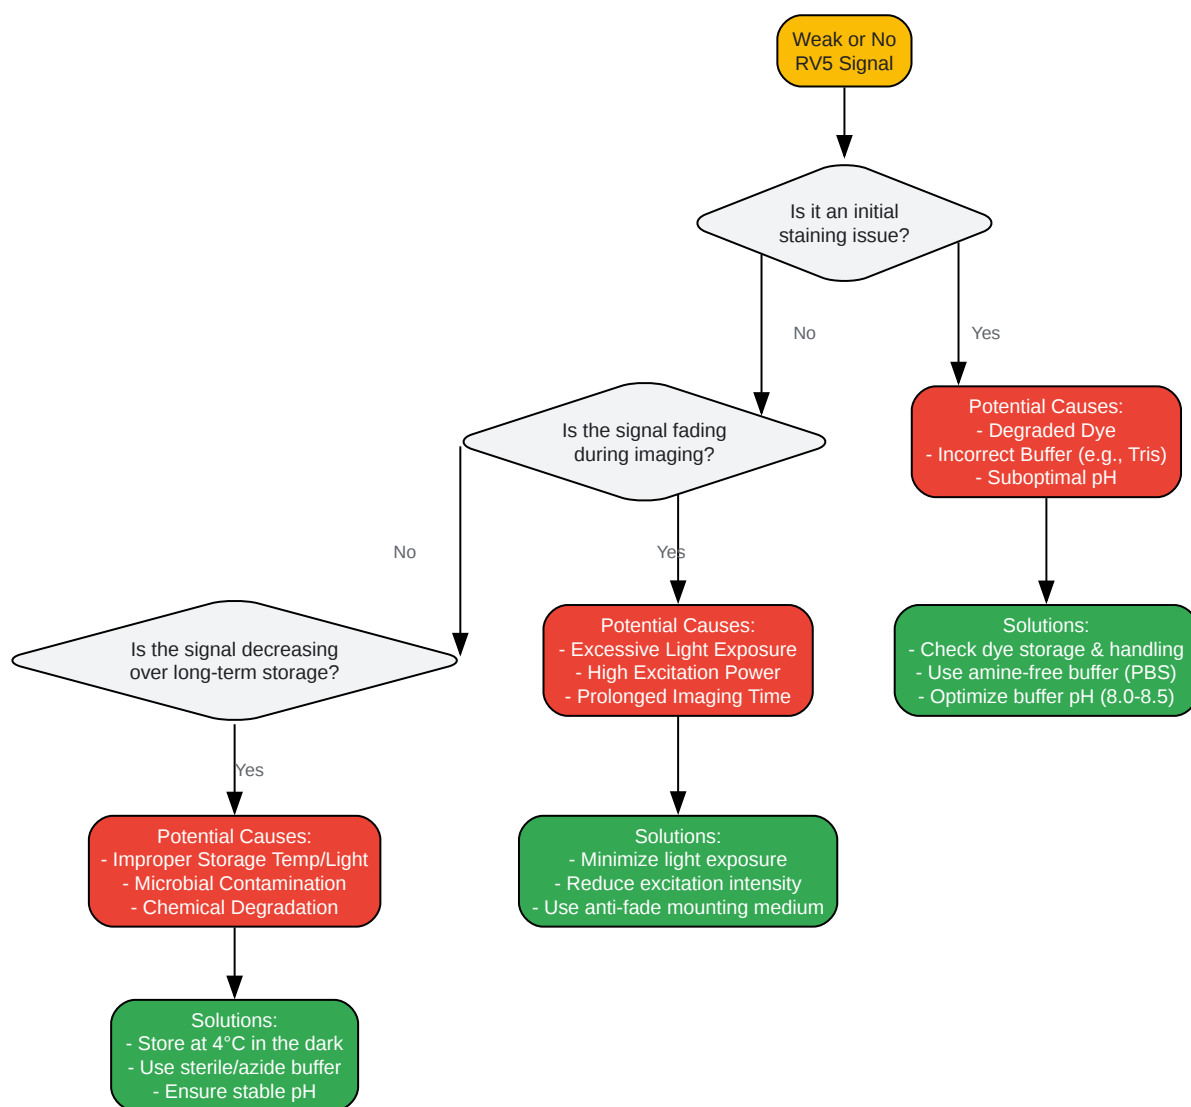 Weak or No
RV5 Signal
Is it an initial
staining issue?
No
Yes
Is the signal fading
during imaging?
Potential Causes:
- Degraded Dye
- Incorrect Buffer (e.g., Tris)
- Suboptimal pH
No
Yes
Is the signal decreasing
over long-term storage?
Potential Causes:
- Excessive Light Exposure
- High Excitation Power
- Prolonged Imaging Time
Solutions:
- Check dye storage & handling
- Use amine-free buffer (PBS)
- Optimize buffer pH (8.0-8.5)
Yes
Potential Causes:
- Improper Storage Temp/Light
- Microbial Contamination
- Chemical Degradation
Solutions:
- Minimize light exposure
- Reduce excitation intensity
- Use anti-fade mounting medium
Solutions:
- Store at 4°C in the dark
- Use sterile/azide buffer
- Ensure stable pH